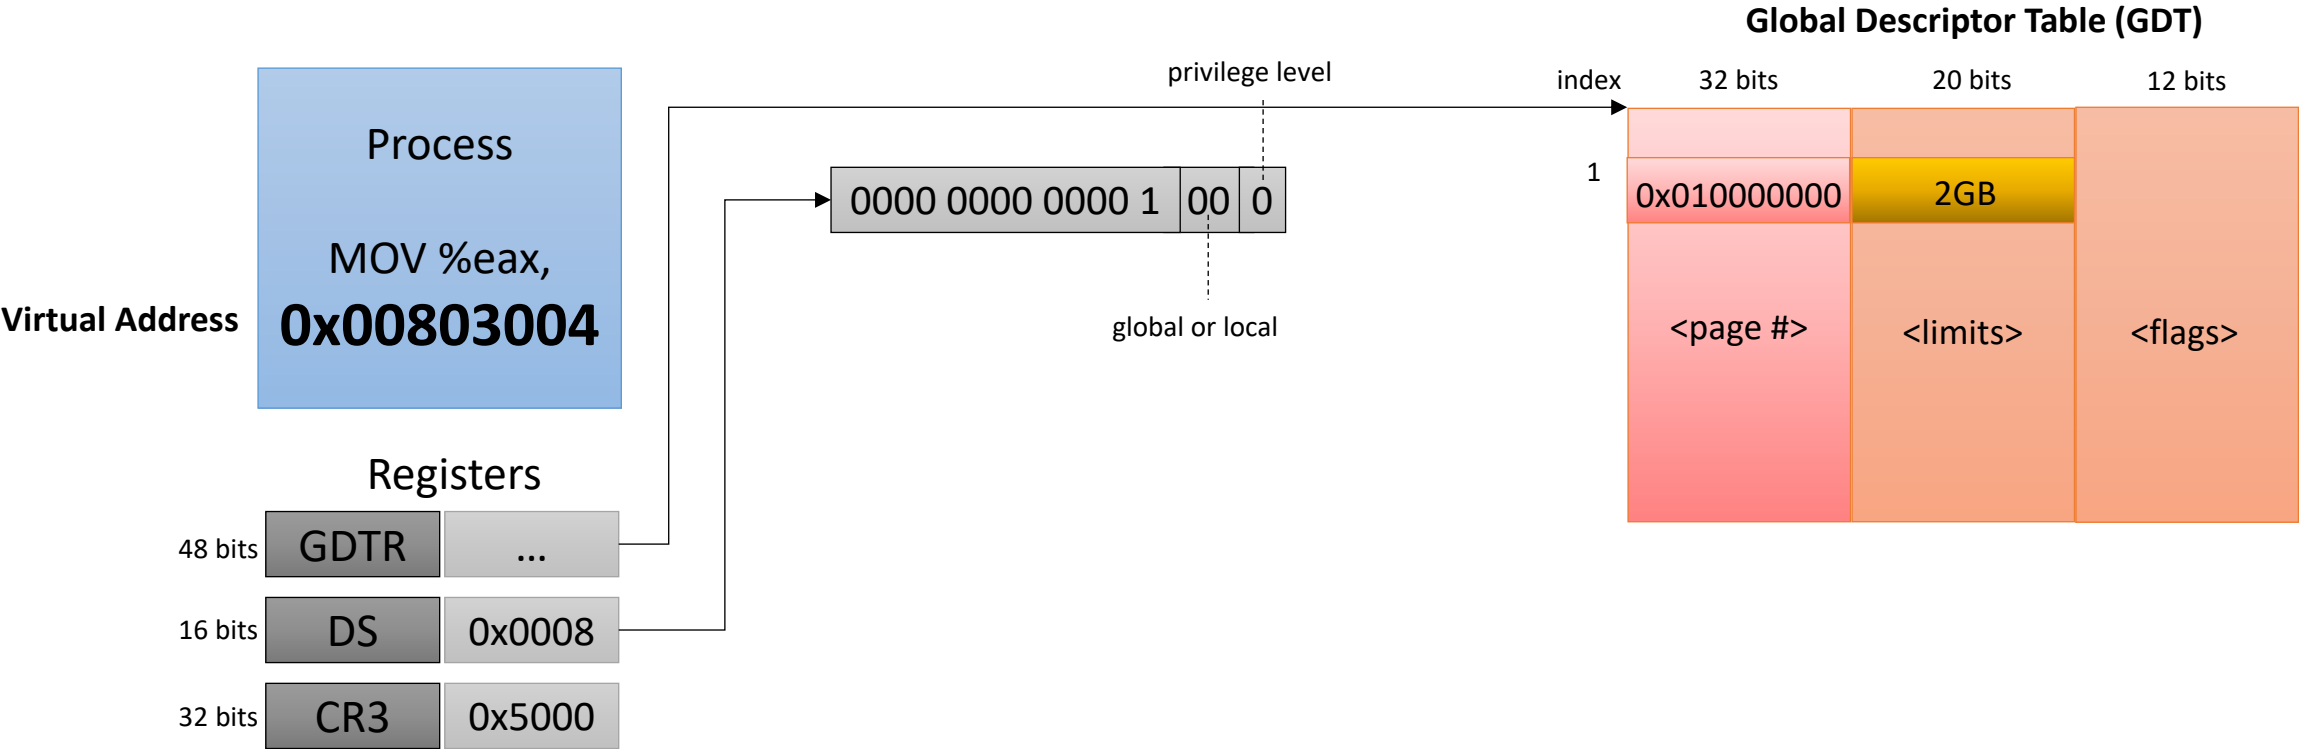 Global Descriptor Table (GDT)
privilege level
index 32 bits 20 bits 12 bits
Process
MOV %eax,
0x00803004
Virtual Address
0000 0000 0000 1 00 0
global or local
1 0x010000000 2GB
<page #> <limits> <flags>
Registers
48 bits GDTR ...
16 bits DS 0x0008
32 bits CR3 0x5000